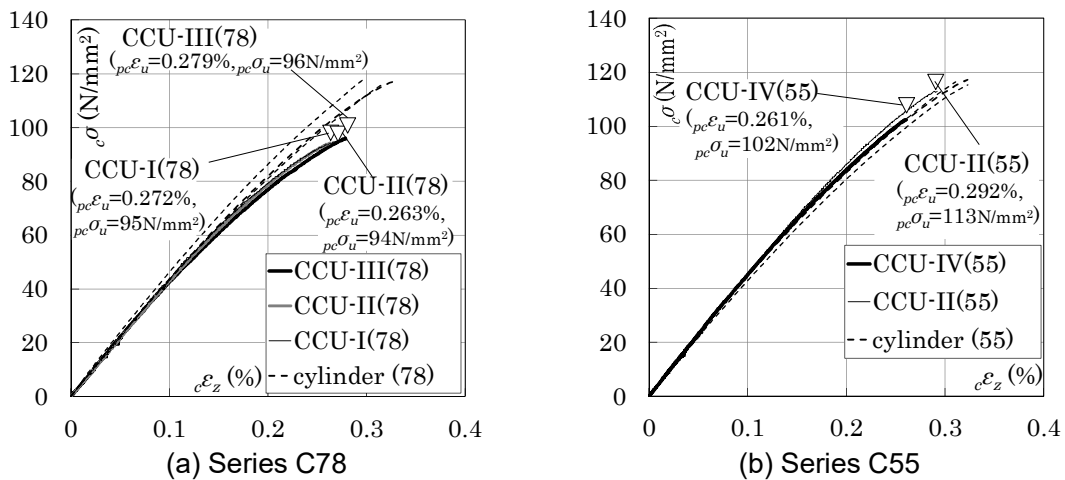 140
120
100
80
60
40
20
0
cσ (N/mm²)
CCU-III(78)
(pcεu=0.279%, pcσu=96N/mm²)
CCU-I(78)
(pcεu=0.272%,
pcσu=95N/mm²)
CCU-II(78)
(pcεu=0.263%,
pcσu=94N/mm²)
CCU-III(78)
CCU-II(78)
CCU-I(78)
cylinder (78)
cεz (%)
0 0.1 0.2 0.3 0.4
(a) Series C78
140
120
100
80
60
40
20
0
cσ (N/mm²)
CCU-IV(55)
(pcεu=0.261%,
pcσu=102N/mm²)
CCU-II(55)
(pcεu=0.292%,
pcσu=113N/mm²)
CCU-IV(55)
CCU-II(55)
cylinder (55)
cεz (%)
0 0.1 0.2 0.3 0.4
(b) Series C55